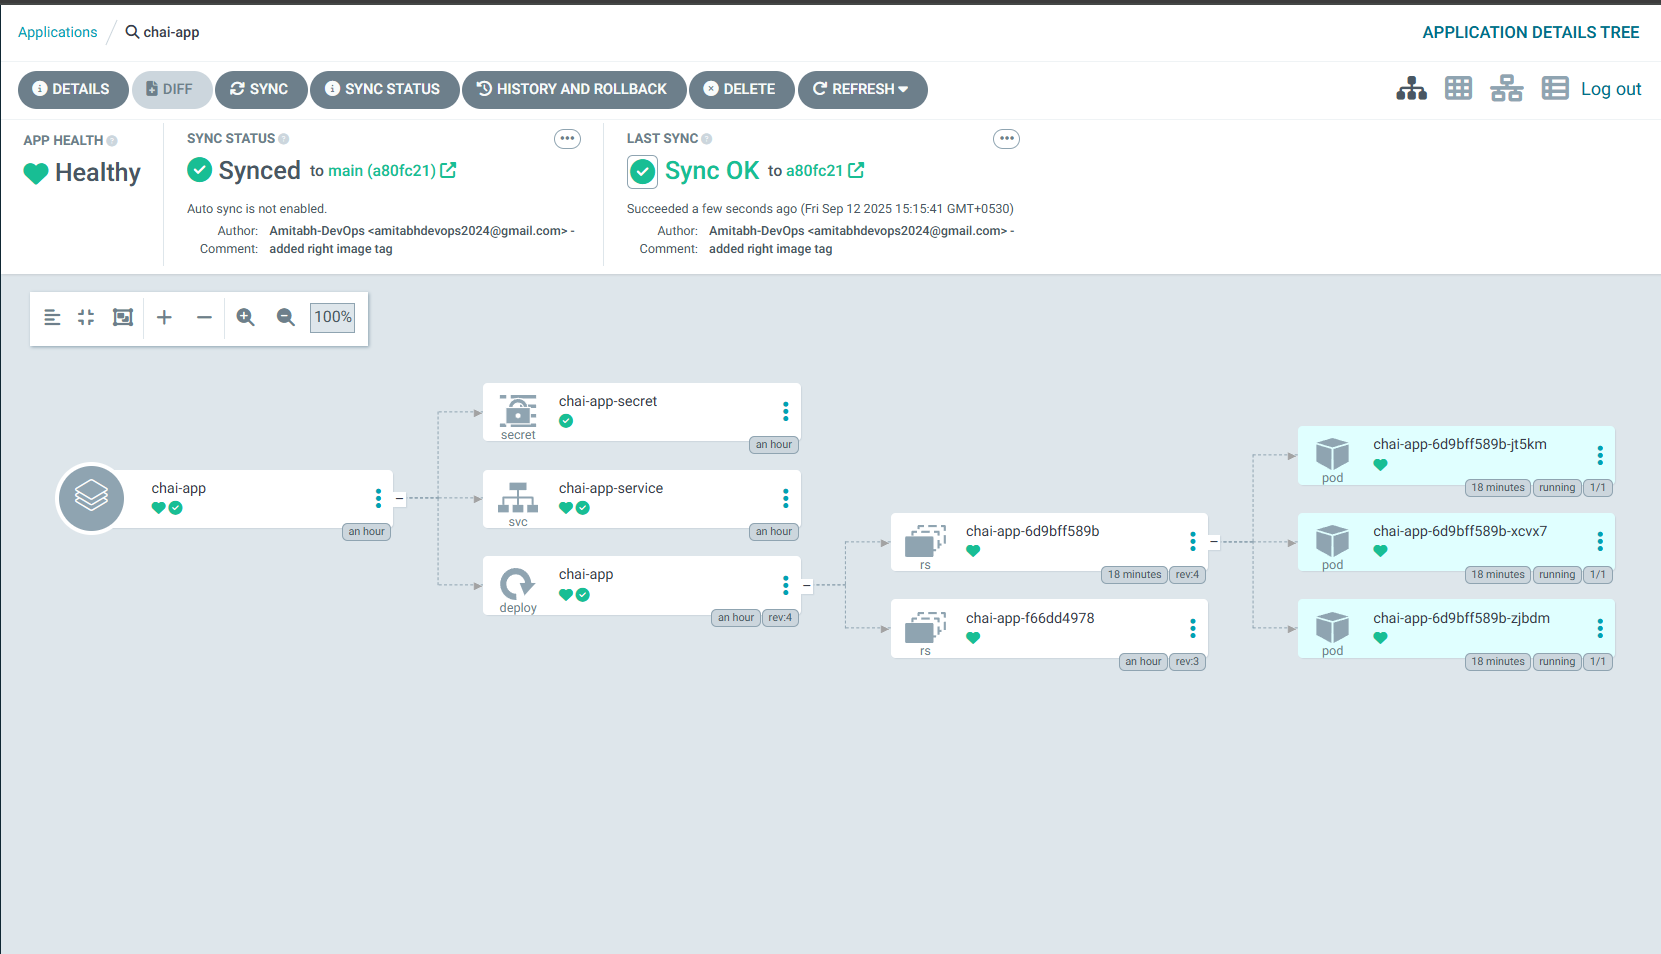 Applications / chai-app
APPLICATION DETAILS TREE
DETAILS DIFF SYNC SYNC STATUS HISTORY AND ROLLBACK DELETE REFRESH
Log out
APP HEALTH
Healthy
SYNC STATUS
Synced to main (a80fc21)
Auto sync is not enabled.
Author: Amitabh-DevOps <amitabhdevops2024@gmail.com> -
Comment: added right image tag
LAST SYNC
Sync OK to a80fc21
Succeeded a few seconds ago (Fri Sep 12 2025 15:15:41 GMT+0530)
Author: Amitabh-DevOps <amitabhdevops2024@gmail.com> -
Comment: added right image tag
100%
chai-app
an hour
chai-app-secret
secret
an hour
chai-app-service
svc
an hour
chai-app
deploy
an hour rev:4
chai-app-6d9bff589b
rs
18 minutes rev:4
chai-app-f66dd4978
rs
an hour rev:3
chai-app-6d9bff589b-jt5km
pod
18 minutes running 1/1
chai-app-6d9bff589b-xcvx7
pod
18 minutes running 1/1
chai-app-6d9bff589b-zjbdm
pod
18 minutes running 1/1